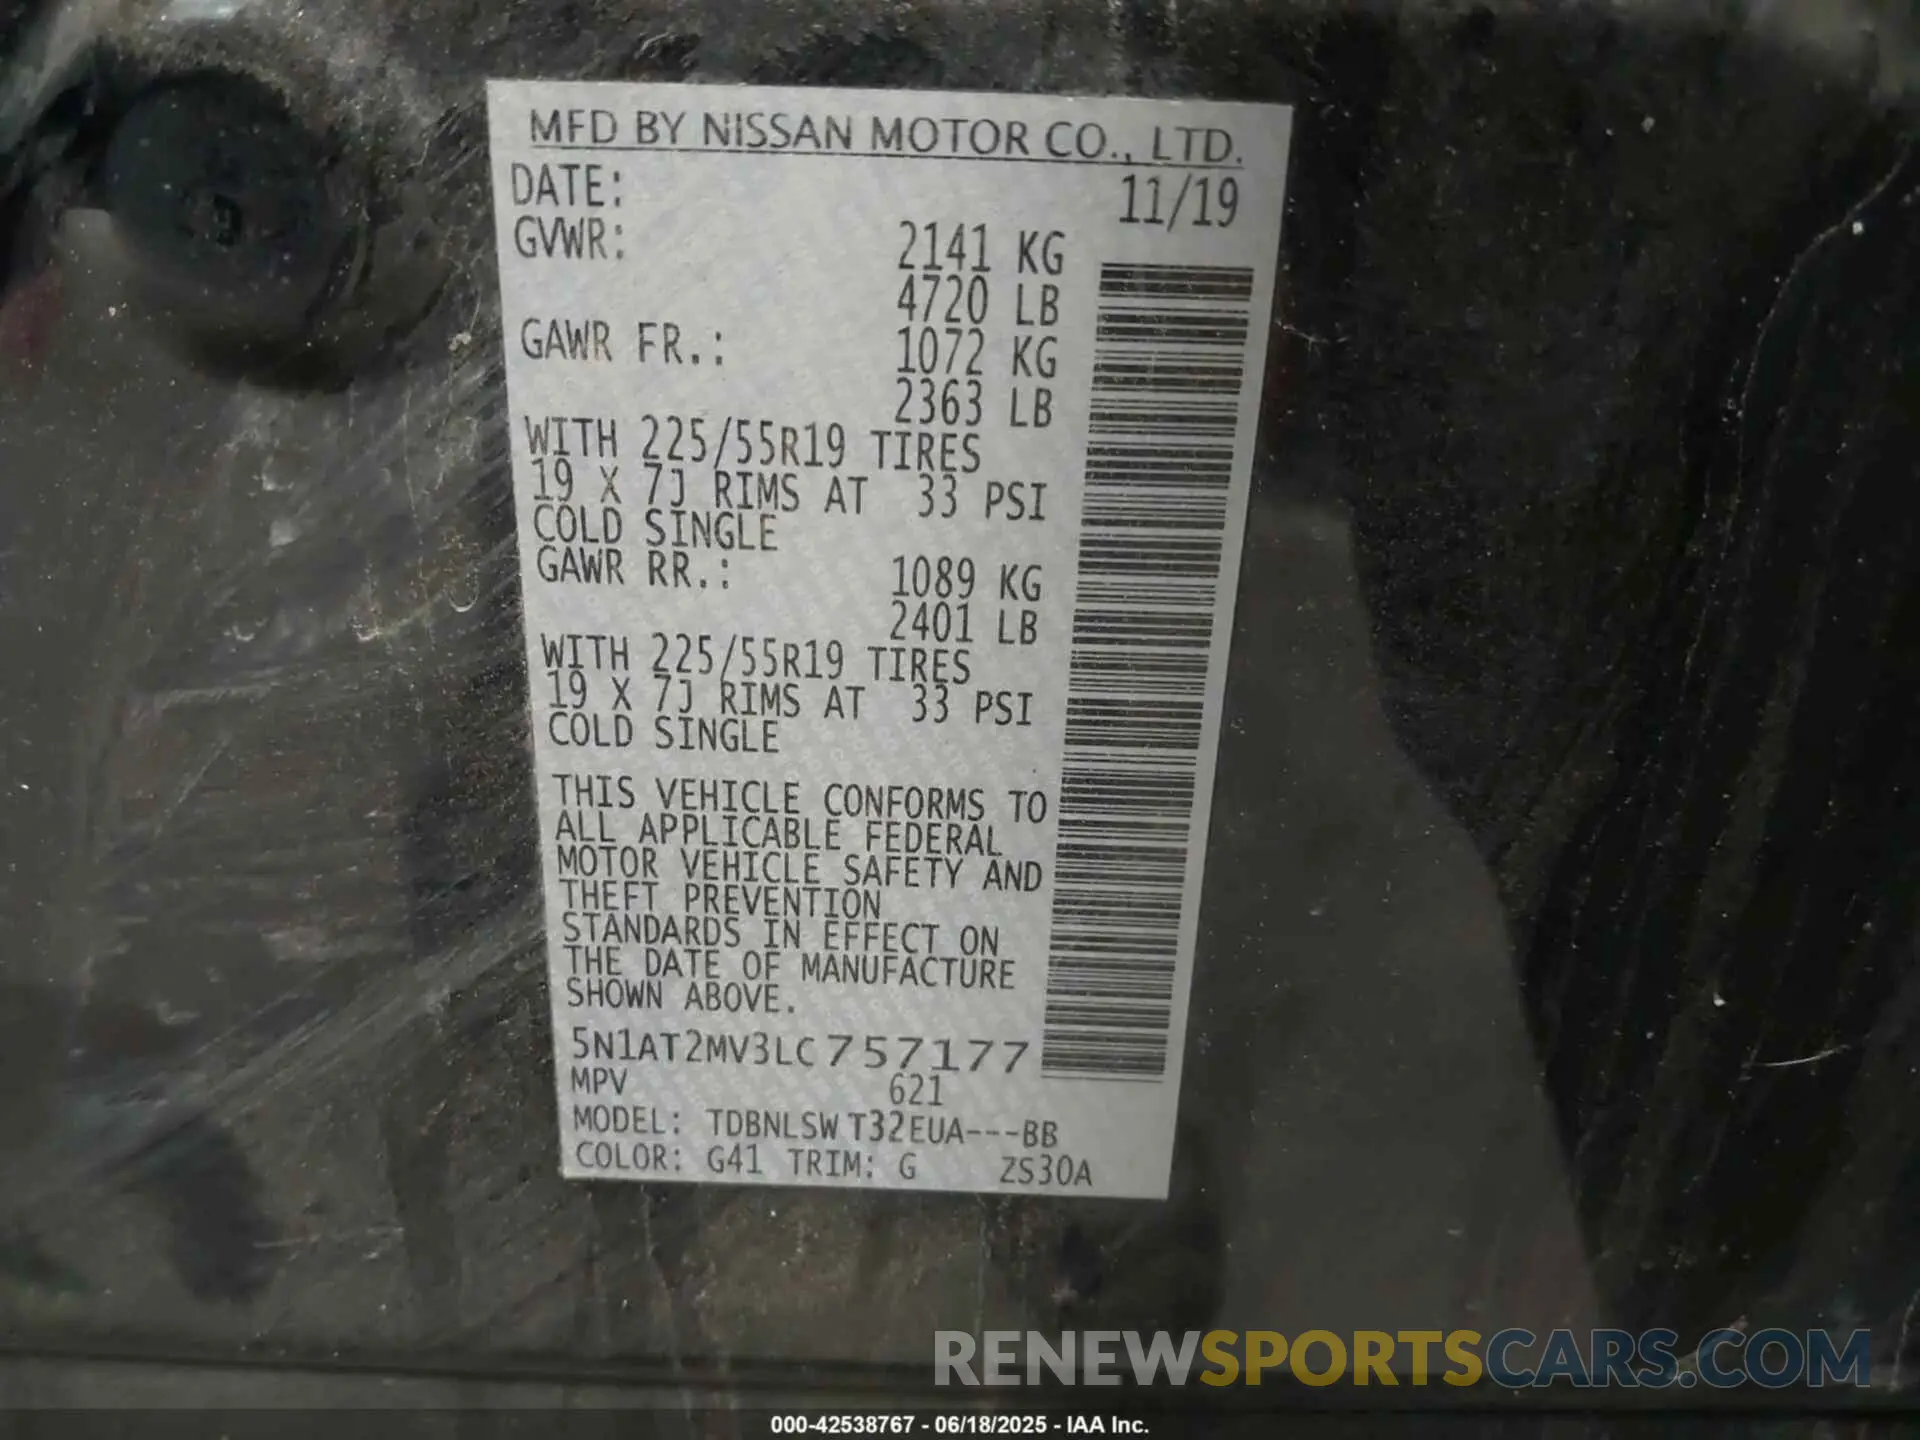 MFD BY NISSAN MOTOR CO., LTD.
DATE: 11/19
GVWR: 2141 KG
4720 LB
GAWR FR.: 1072 KG
2363 LB
WITH 225/55R19 TIRES
19 X 7J RIMS AT 33 PSI
COLD SINGLE
GAWR RR.: 1089 KG
2401 LB
WITH 225/55R19 TIRES
19 X 7J RIMS AT 33 PSI
COLD SINGLE
THIS VEHICLE CONFORMS TO
ALL APPLICABLE FEDERAL
MOTOR VEHICLE SAFETY AND
THEFT PREVENTION
STANDARDS IN EFFECT ON
THE DATE OF MANUFACTURE
SHOWN ABOVE.
5N1AT2MV3LC757177
MPV 621
MODEL: TDBNLSW T32EUA---BB
COLOR: G41 TRIM: G ZS30A
RENEWSPORTSCARS.COM
000-42538767 - 06/18/2025 - IAA Inc.